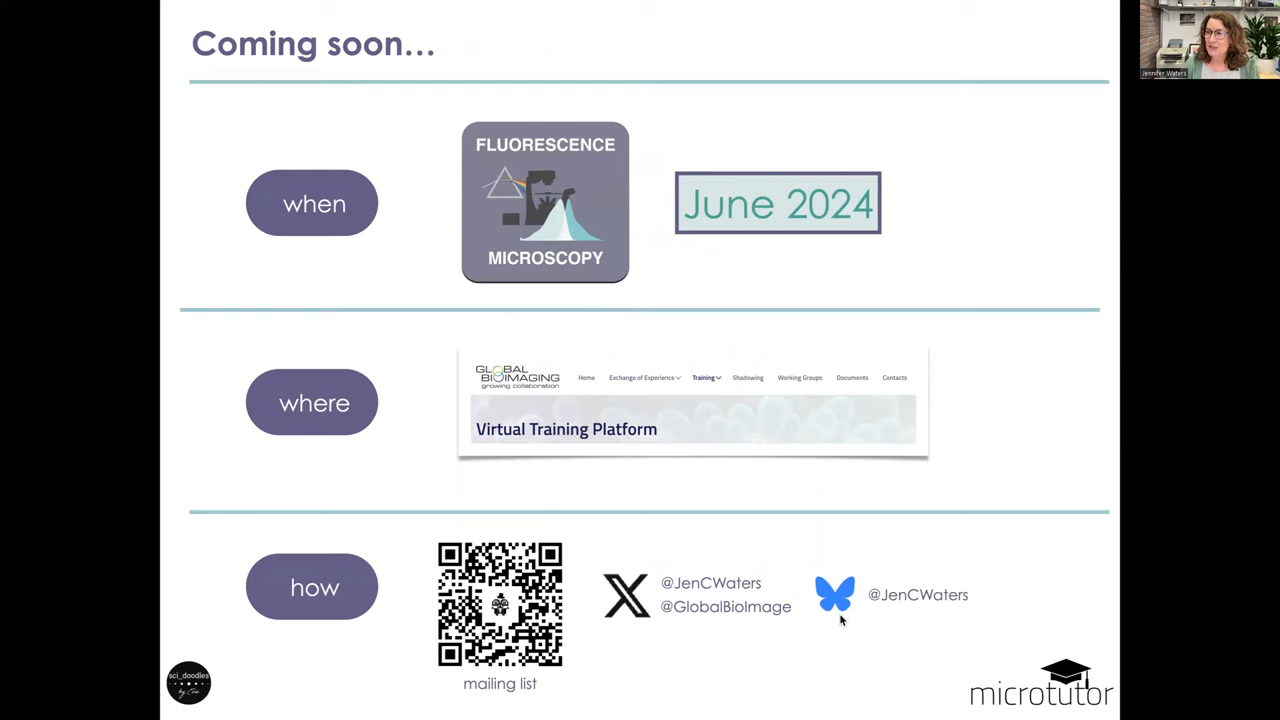 Coming soon...
Jennifer Waters
when
FLUORESCENCE
MICROSCOPY
June 2024
where
GLOBAL
BIOIMAGING
growing collaboration
Home Exchange of Experience Training Shadowing Working Groups Documents Contacts
Virtual Training Platform
how
@JenCWaters
@GlobalBioImage
@JenCWaters
mailing list
sci_doodles
microtutor